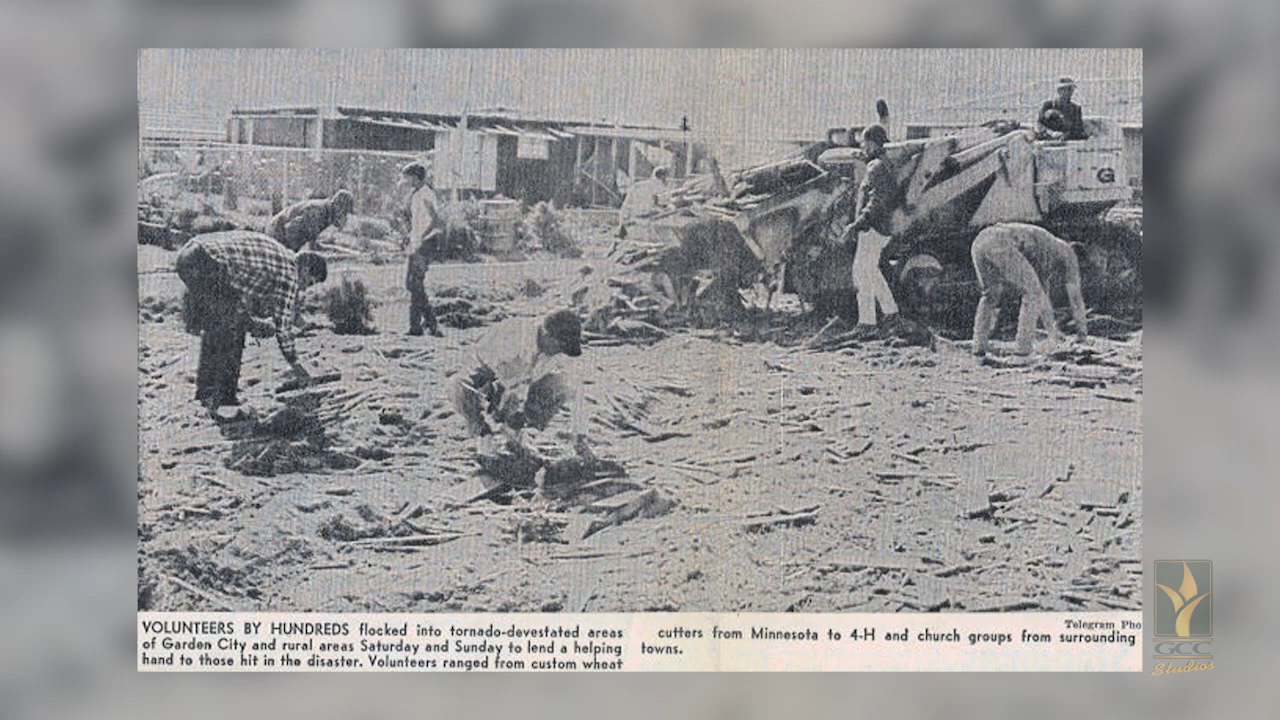 G
Telegram Pho
VOLUNTEERS BY HUNDREDS flocked into tornado-devestated areas
of Garden City and rural areas Saturday and Sunday to lend a helping
hand to those hit in the disaster. Volunteers ranged from custom wheat
cutters from Minnesota to 4-H and church groups from surrounding
towns.
GCC
Studios